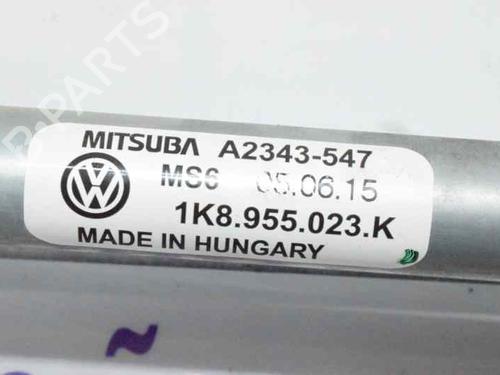 MITSUBA A2343-547
MS6 05.06.15
1K8.955.023.K
MADE IN HUNGARY